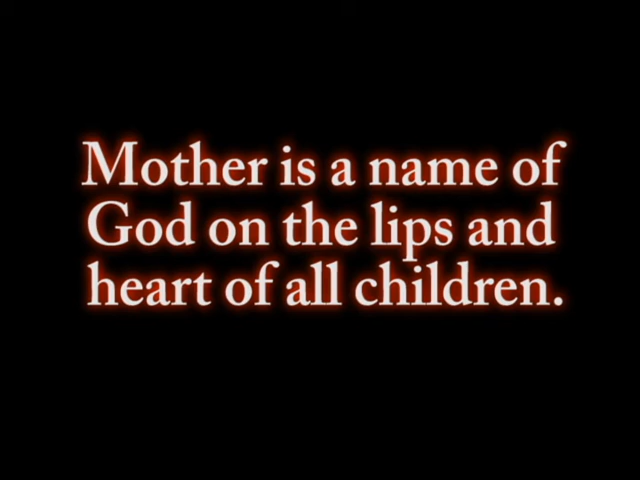 Mother is a name of
God on the lips and
heart of all children.